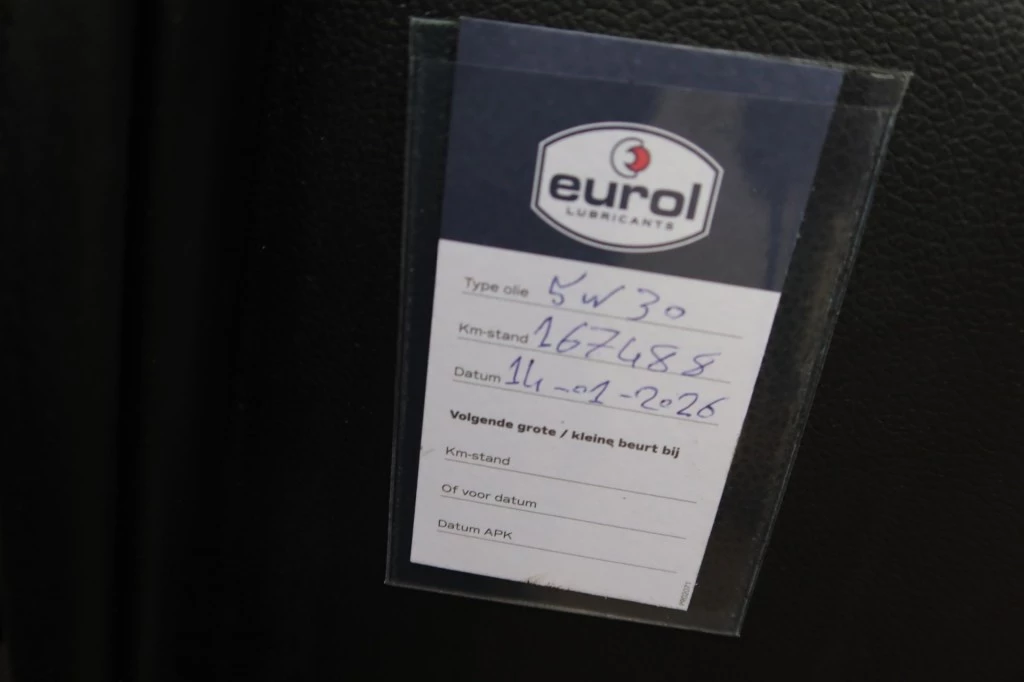 eurol
LUBRICANTS
Type olie 5W30
Km-stand 167488
Datum 14-01-2026
Volgende grote / kleine beurt bij
Km-stand
Of voor datum
Datum APK